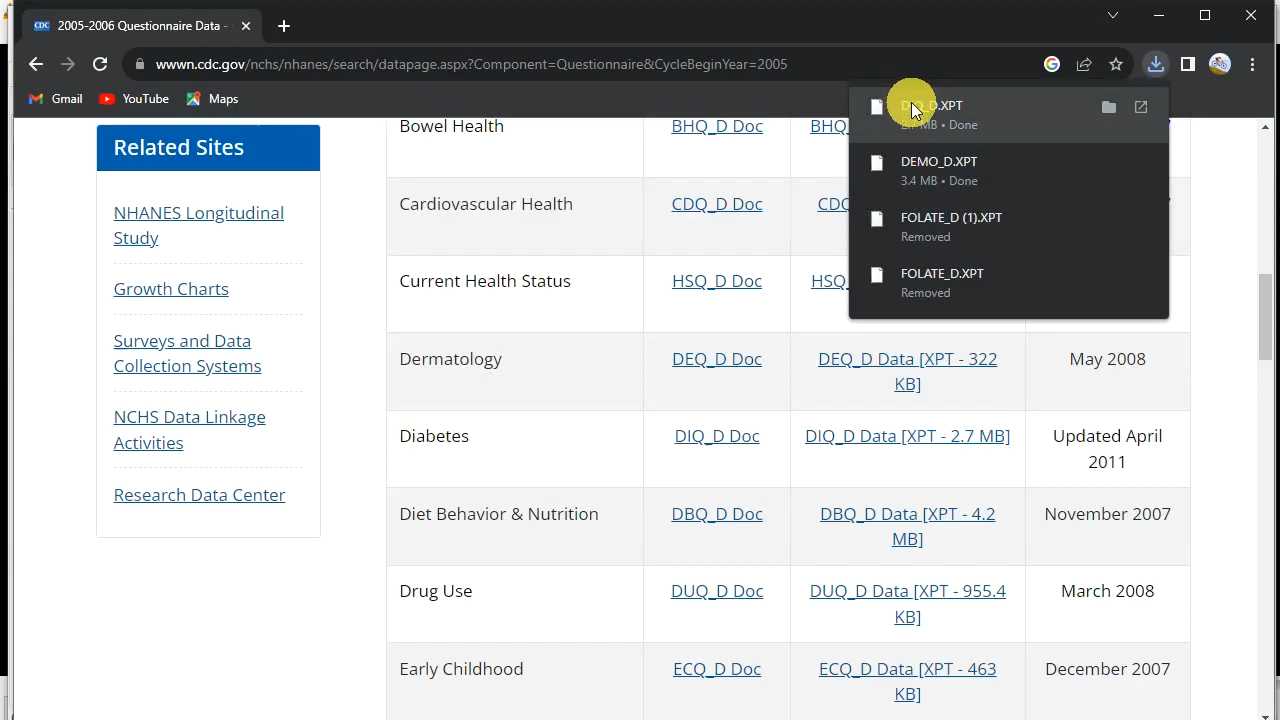 CDC 2005-2006 Questionnaire Data -
wwwn.cdc.gov/nchs/nhanes/search/datapage.aspx?Component=Questionnaire&CycleBeginYear=2005
Gmail YouTube Maps
DIQ_D.XPT
2.7 MB • Done
DEMO_D.XPT
3.4 MB • Done
FOLATE_D (1).XPT
Removed
FOLATE_D.XPT
Removed
Related Sites
NHANES Longitudinal
Study
Growth Charts
Surveys and Data
Collection Systems
NCHS Data Linkage
Activities
Research Data Center
Bowel Health BHQ_D Doc BHQ
Cardiovascular Health CDQ_D Doc CDQ
Current Health Status HSQ_D Doc HSQ
Dermatology DEQ_D Doc DEQ_D Data [XPT - 322
KB] May 2008
Diabetes DIQ_D Doc DIQ_D Data [XPT - 2.7 MB] Updated April
2011
Diet Behavior & Nutrition DBQ_D Doc DBQ_D Data [XPT - 4.2
MB] November 2007
Drug Use DUQ_D Doc DUQ_D Data [XPT - 955.4
KB] March 2008
Early Childhood ECQ_D Doc ECQ_D Data [XPT - 463
KB] December 2007